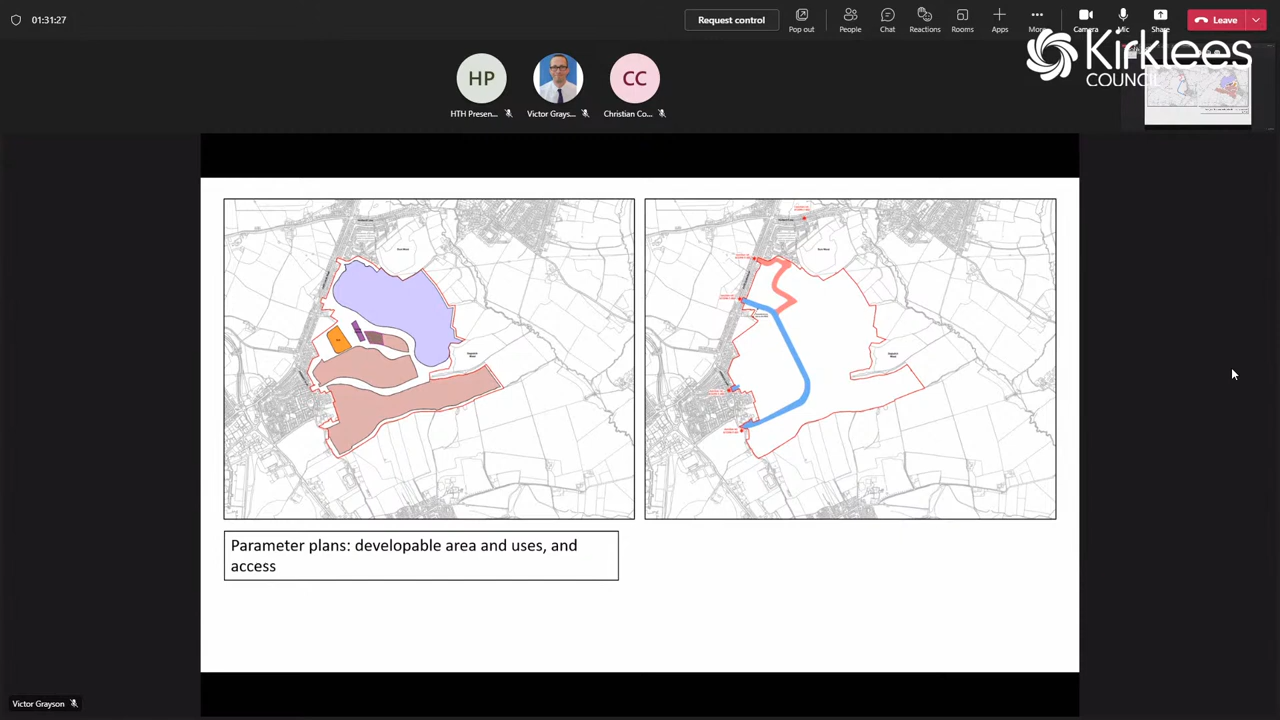 01:31:27
Request control
Pop out
People
Chat
Reactions
Rooms
Apps
More
Camera
Mic
Share
Leave
Kirklees
COUNCIL
HP
CC
HTH Presen...
Victor Grays...
Christian Co...
Parameter plans: developable area and uses, and
access
Victor Grayson